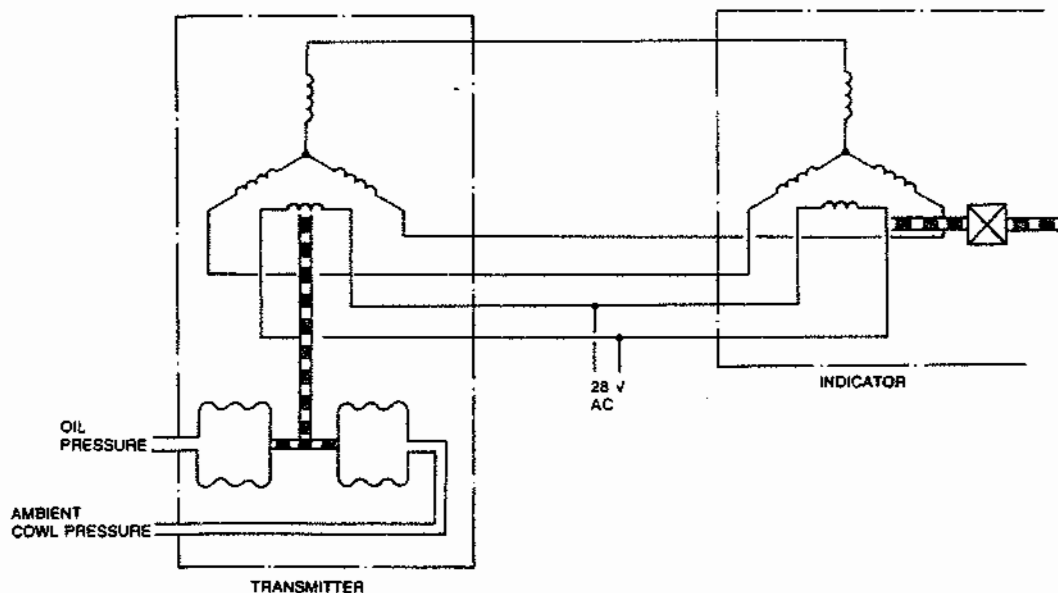 28 V
AC
INDICATOR
OIL
PRESSURE
AMBIENT
COWL PRESSURE
TRANSMITTER